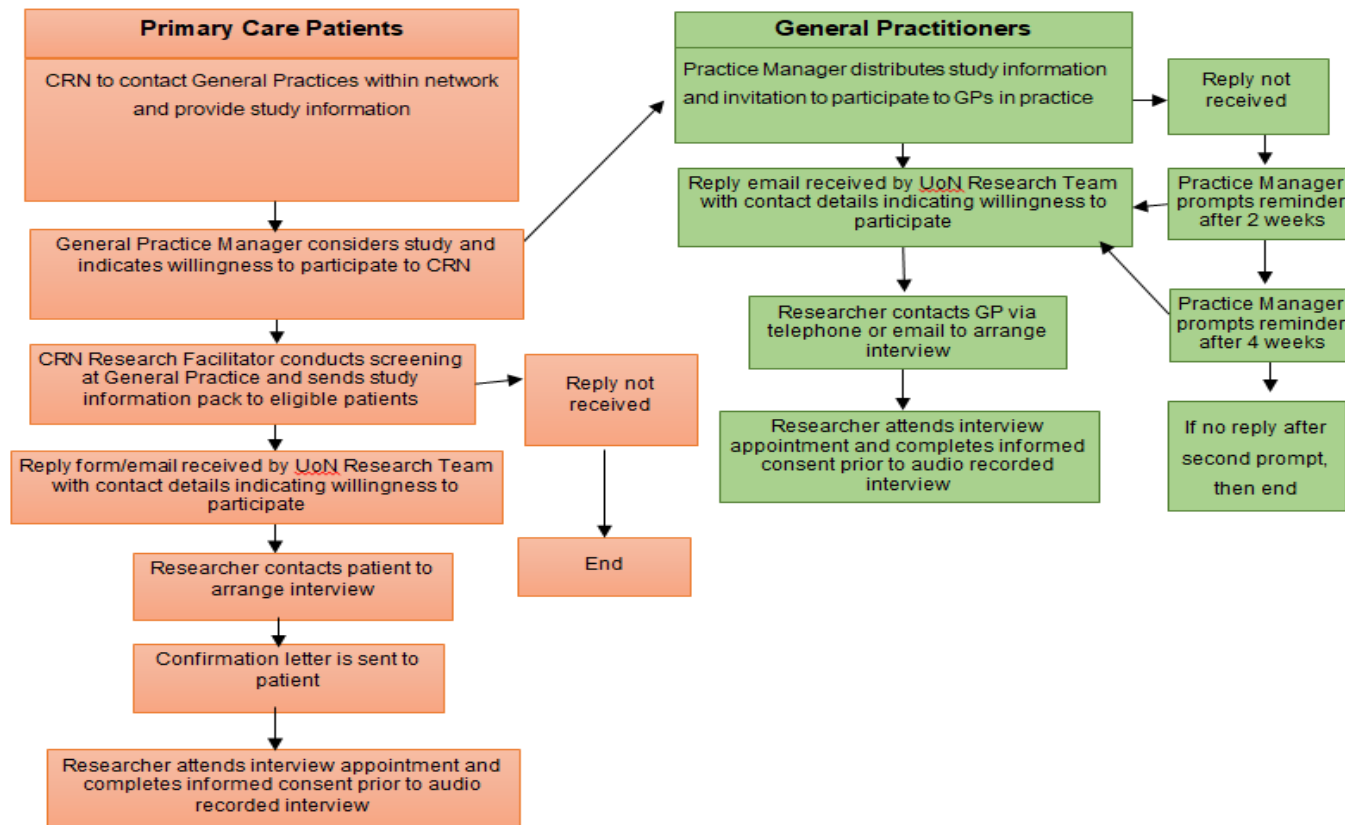 Primary Care Patients
CRN to contact General Practices within network
and provide study information
General Practice Manager considers study and
indicates willingness to participate to CRN
CRN Research Facilitator conducts screening
at General Practice and sends study
information pack to eligible patients
Reply not
received
End
Reply form/email received by UoN Research Team
with contact details indicating willingness to
participate
Researcher contacts patient to
arrange interview
Confirmation letter is sent to
patient
Researcher attends interview appointment and
completes informed consent prior to audio
recorded interview
General Practitioners
Practice Manager distributes study information
and invitation to participate to GPs in practice
Reply email received by UoN Research Team
with contact details indicating willingness to
participate
Researcher contacts GP via
telephone or email to arrange
interview
Researcher attends interview
appointment and completes informed
consent prior to audio recorded
interview
Reply not
received
Practice Manager
prompts reminder
after 2 weeks
Practice Manager
prompts reminder
after 4 weeks
If no reply after
second prompt,
then end